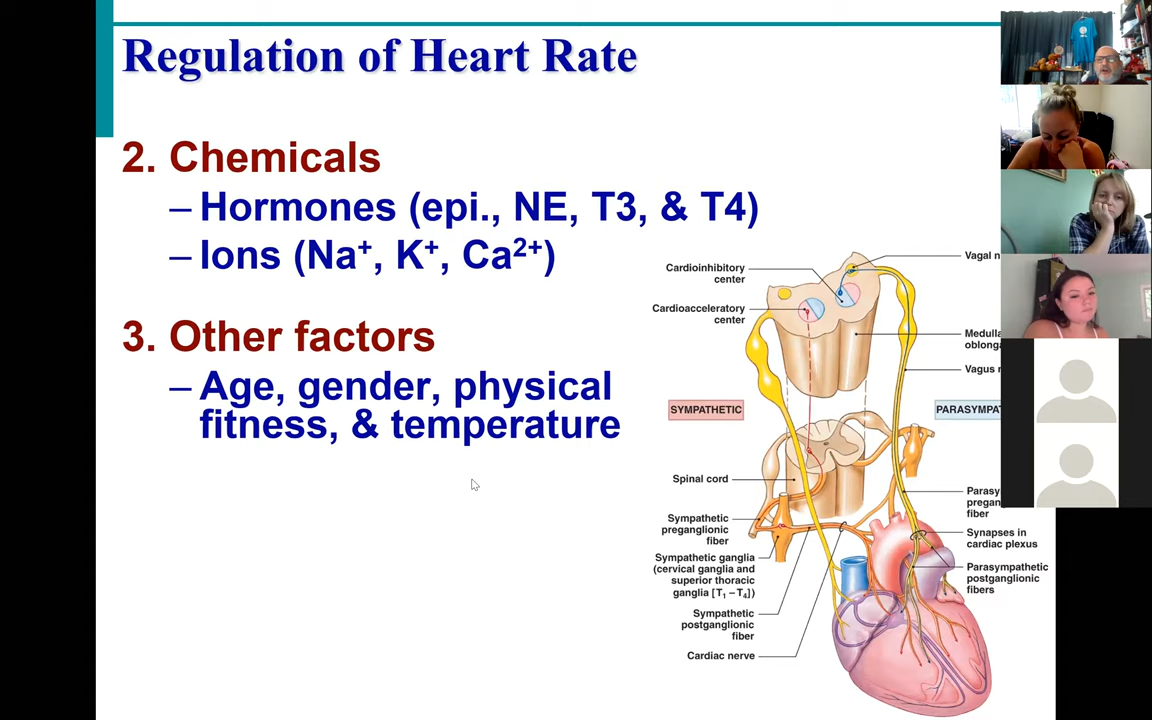 Regulation of Heart Rate
2. Chemicals
– Hormones (epi., NE, T3, & T4)
– Ions (Na⁺, K⁺, Ca²⁺)
3. Other factors
– Age, gender, physical
fitness, & temperature
Cardioinhibitory
center
Cardioacceleratory
center
SYMPATHETIC
Spinal cord
Sympathetic
preganglionic
fiber
Sympathetic ganglia
(cervical ganglia and
superior thoracic
ganglia [T₁ – T₄])
Sympathetic
postganglionic
fiber
Cardiac nerve
Vagal n
Medulla
oblonga
Vagus n
PARASYMPAT
Parasy
pregan
fiber
Synapses in
cardiac plexus
Parasympathetic
postganglionic
fibers